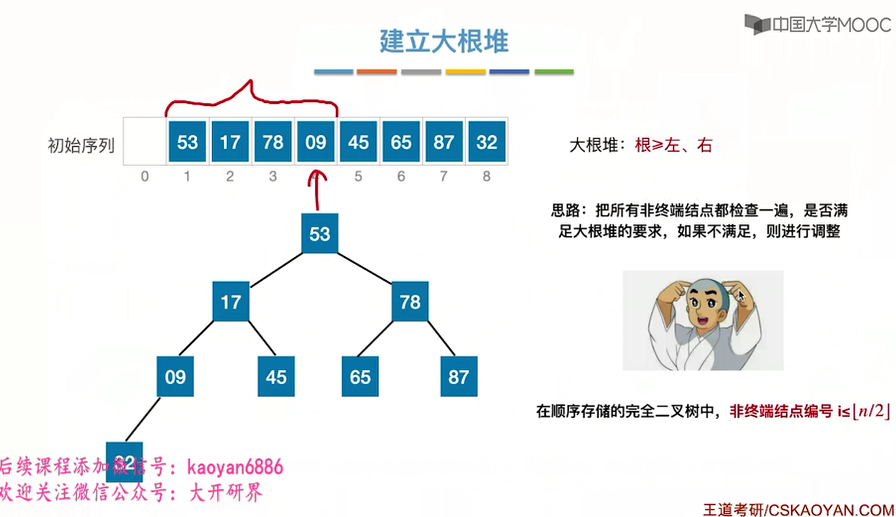 中国大学MOOC
建立大根堆
初始序列 53 17 78 09 45 65 87 32
0 1 2 3 4 5 6 7 8
大根堆：根≥左、右
思路：把所有非终端结点都检查一遍，是否满
足大根堆的要求，如果不满足，则进行调整
53
17 78
09 45 65 87
32
在顺序存储的完全二叉树中，非终端结点编号 i≤⌊n/2⌋
后续课程添加微信号：kaoyan6886
欢迎关注微信公众号：大开研界
王道考研/CSKAOYAN.COM